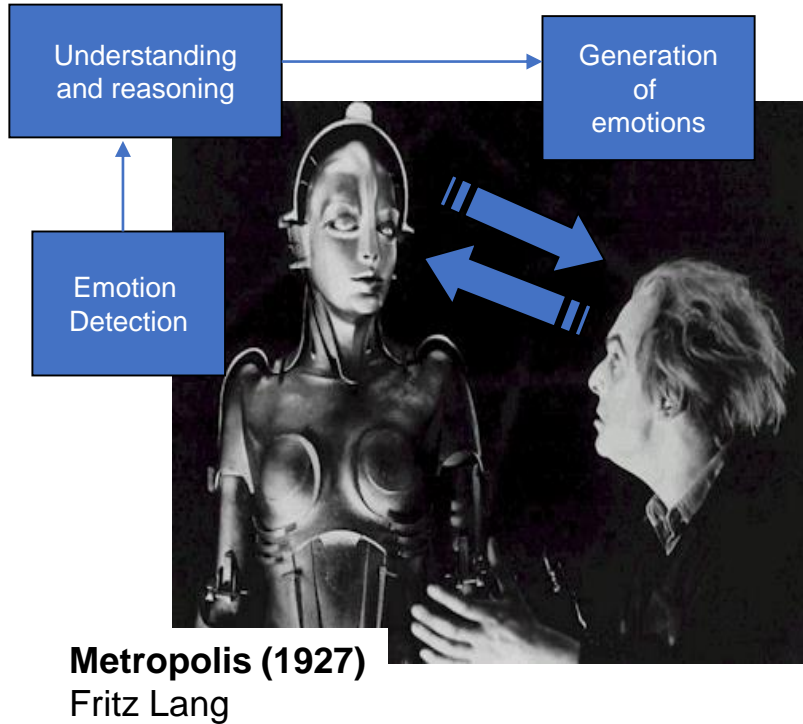 Understanding
and reasoning
Generation
of
emotions
Emotion
Detection
Metropolis (1927)
Fritz Lang